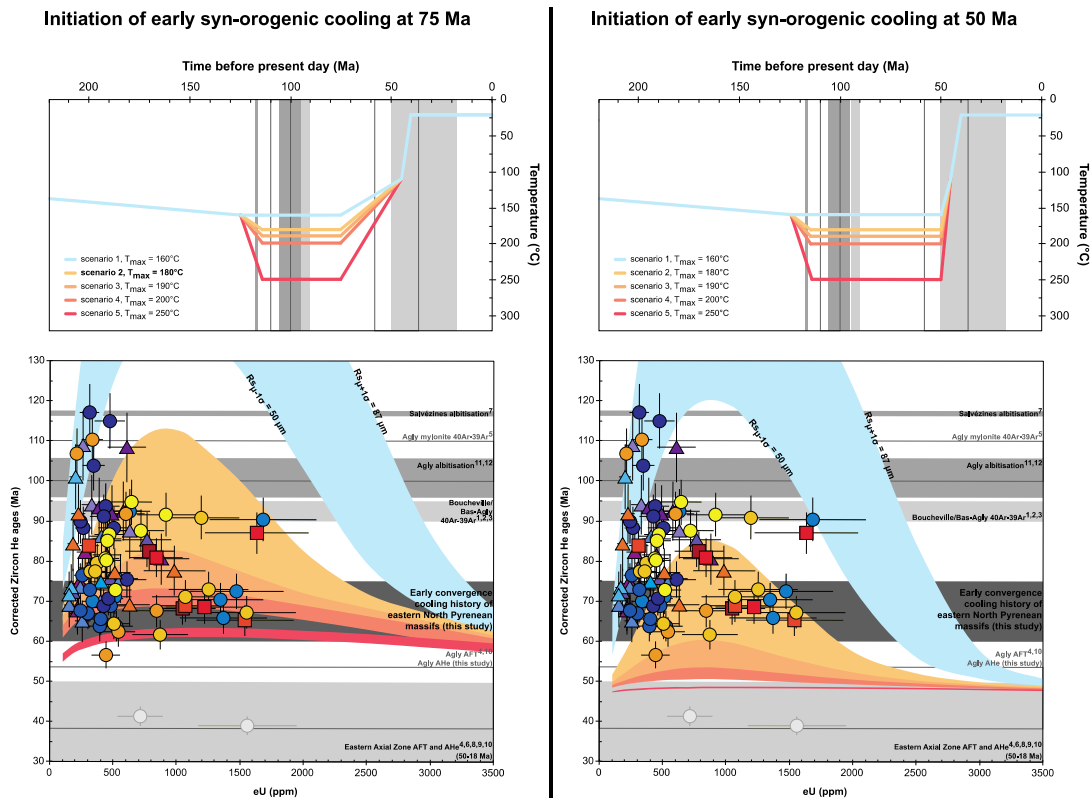 Initiation of early syn-orogenic cooling at 75 Ma
Time before present day (Ma)
200 150 100 50 0
0
50
100
150
200
250
300
Temperature (°C)
scenario 1, Tmax = 160°C
scenario 2, Tmax = 180°C
scenario 3, Tmax = 190°C
scenario 4, Tmax = 200°C
scenario 5, Tmax = 250°C
130
120
110
100
90
80
70
60
50
40
30
Corrected Zircon He ages (Ma)
Rsµ-1σ = 50 µm
Rsµ+1σ = 87 µm
Salvézines albitisation7
Agly mylonite 40Ar-39Ar5
Agly albitisation11,12
Boucheville/
Bas-Agly
40Ar-39Ar1,2,3
Early convergence
cooling history of
eastern North Pyrenean
massifs (this study)
Agly AFT4,10
Agly AHe (this study)
Eastern Axial Zone AFT and AHe4,6,8,9,10
(50-18 Ma)
0 500 1000 1500 2000 2500 3000 3500
eU (ppm)
Initiation of early syn-orogenic cooling at 50 Ma
Time before present day (Ma)
200 150 100 50 0
0
50
100
150
200
250
300
Temperature (°C)
scenario 1, Tmax = 160°C
scenario 2, Tmax = 180°C
scenario 3, Tmax = 190°C
scenario 4, Tmax = 200°C
scenario 5, Tmax = 250°C
130
120
110
100
90
80
70
60
50
40
30
Corrected Zircon He ages (Ma)
Rsµ-1σ = 50 µm
Rsµ+1σ = 87 µm
Salvézines albitisation7
Agly mylonite 40Ar-39Ar5
Agly albitisation11,12
Boucheville/Bas-Agly 40Ar-39Ar1,2,3
Early convergence
cooling history of
eastern North Pyrenean
massifs (this study)
Agly AFT4,10
Agly AHe (this study)
Eastern Axial Zone AFT and AHe4,6,8,9,10
(50-18 Ma)
0 500 1000 1500 2000 2500 3000 3500
eU (ppm)